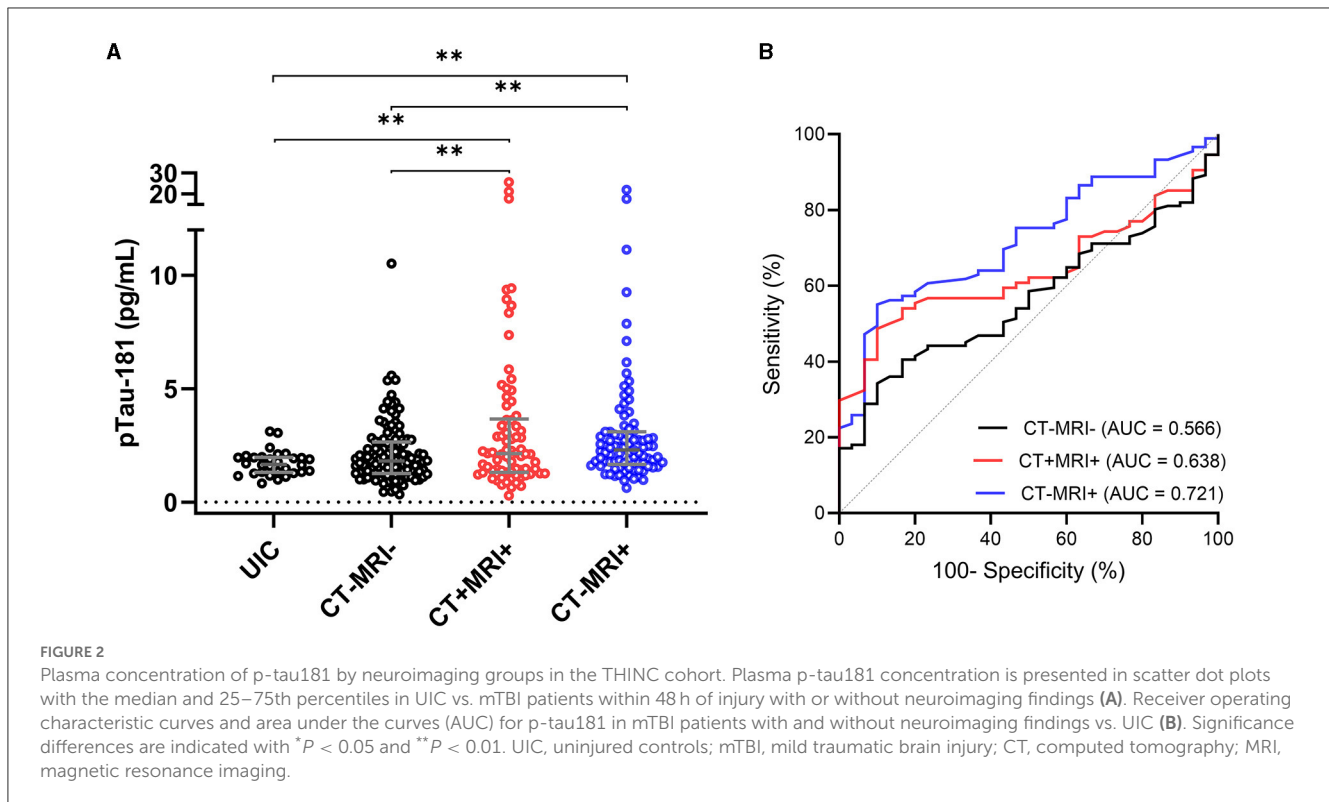 A
B
**
**
**
**
30
20
10
5
0
pTau-181 (pg/mL)
UIC
CT-MRI-
CT+MRI+
CT-MRI+
100
80
60
40
20
0
Sensitivity (%)
CT-MRI- (AUC = 0.566)
CT+MRI+ (AUC = 0.638)
CT-MRI+ (AUC = 0.721)
0 20 40 60 80 100
100- Specificity (%)
FIGURE 2
Plasma concentration of p-tau181 by neuroimaging groups in the THINC cohort. Plasma p-tau181 concentration is presented in scatter dot plots
with the median and 25–75th percentiles in UIC vs. mTBI patients within 48 h of injury with or without neuroimaging findings (A). Receiver operating
characteristic curves and area under the curves (AUC) for p-tau181 in mTBI patients with and without neuroimaging findings vs. UIC (B). Significance
differences are indicated with *P < 0.05 and **P < 0.01. UIC, uninjured controls; mTBI, mild traumatic brain injury; CT, computed tomography; MRI,
magnetic resonance imaging.